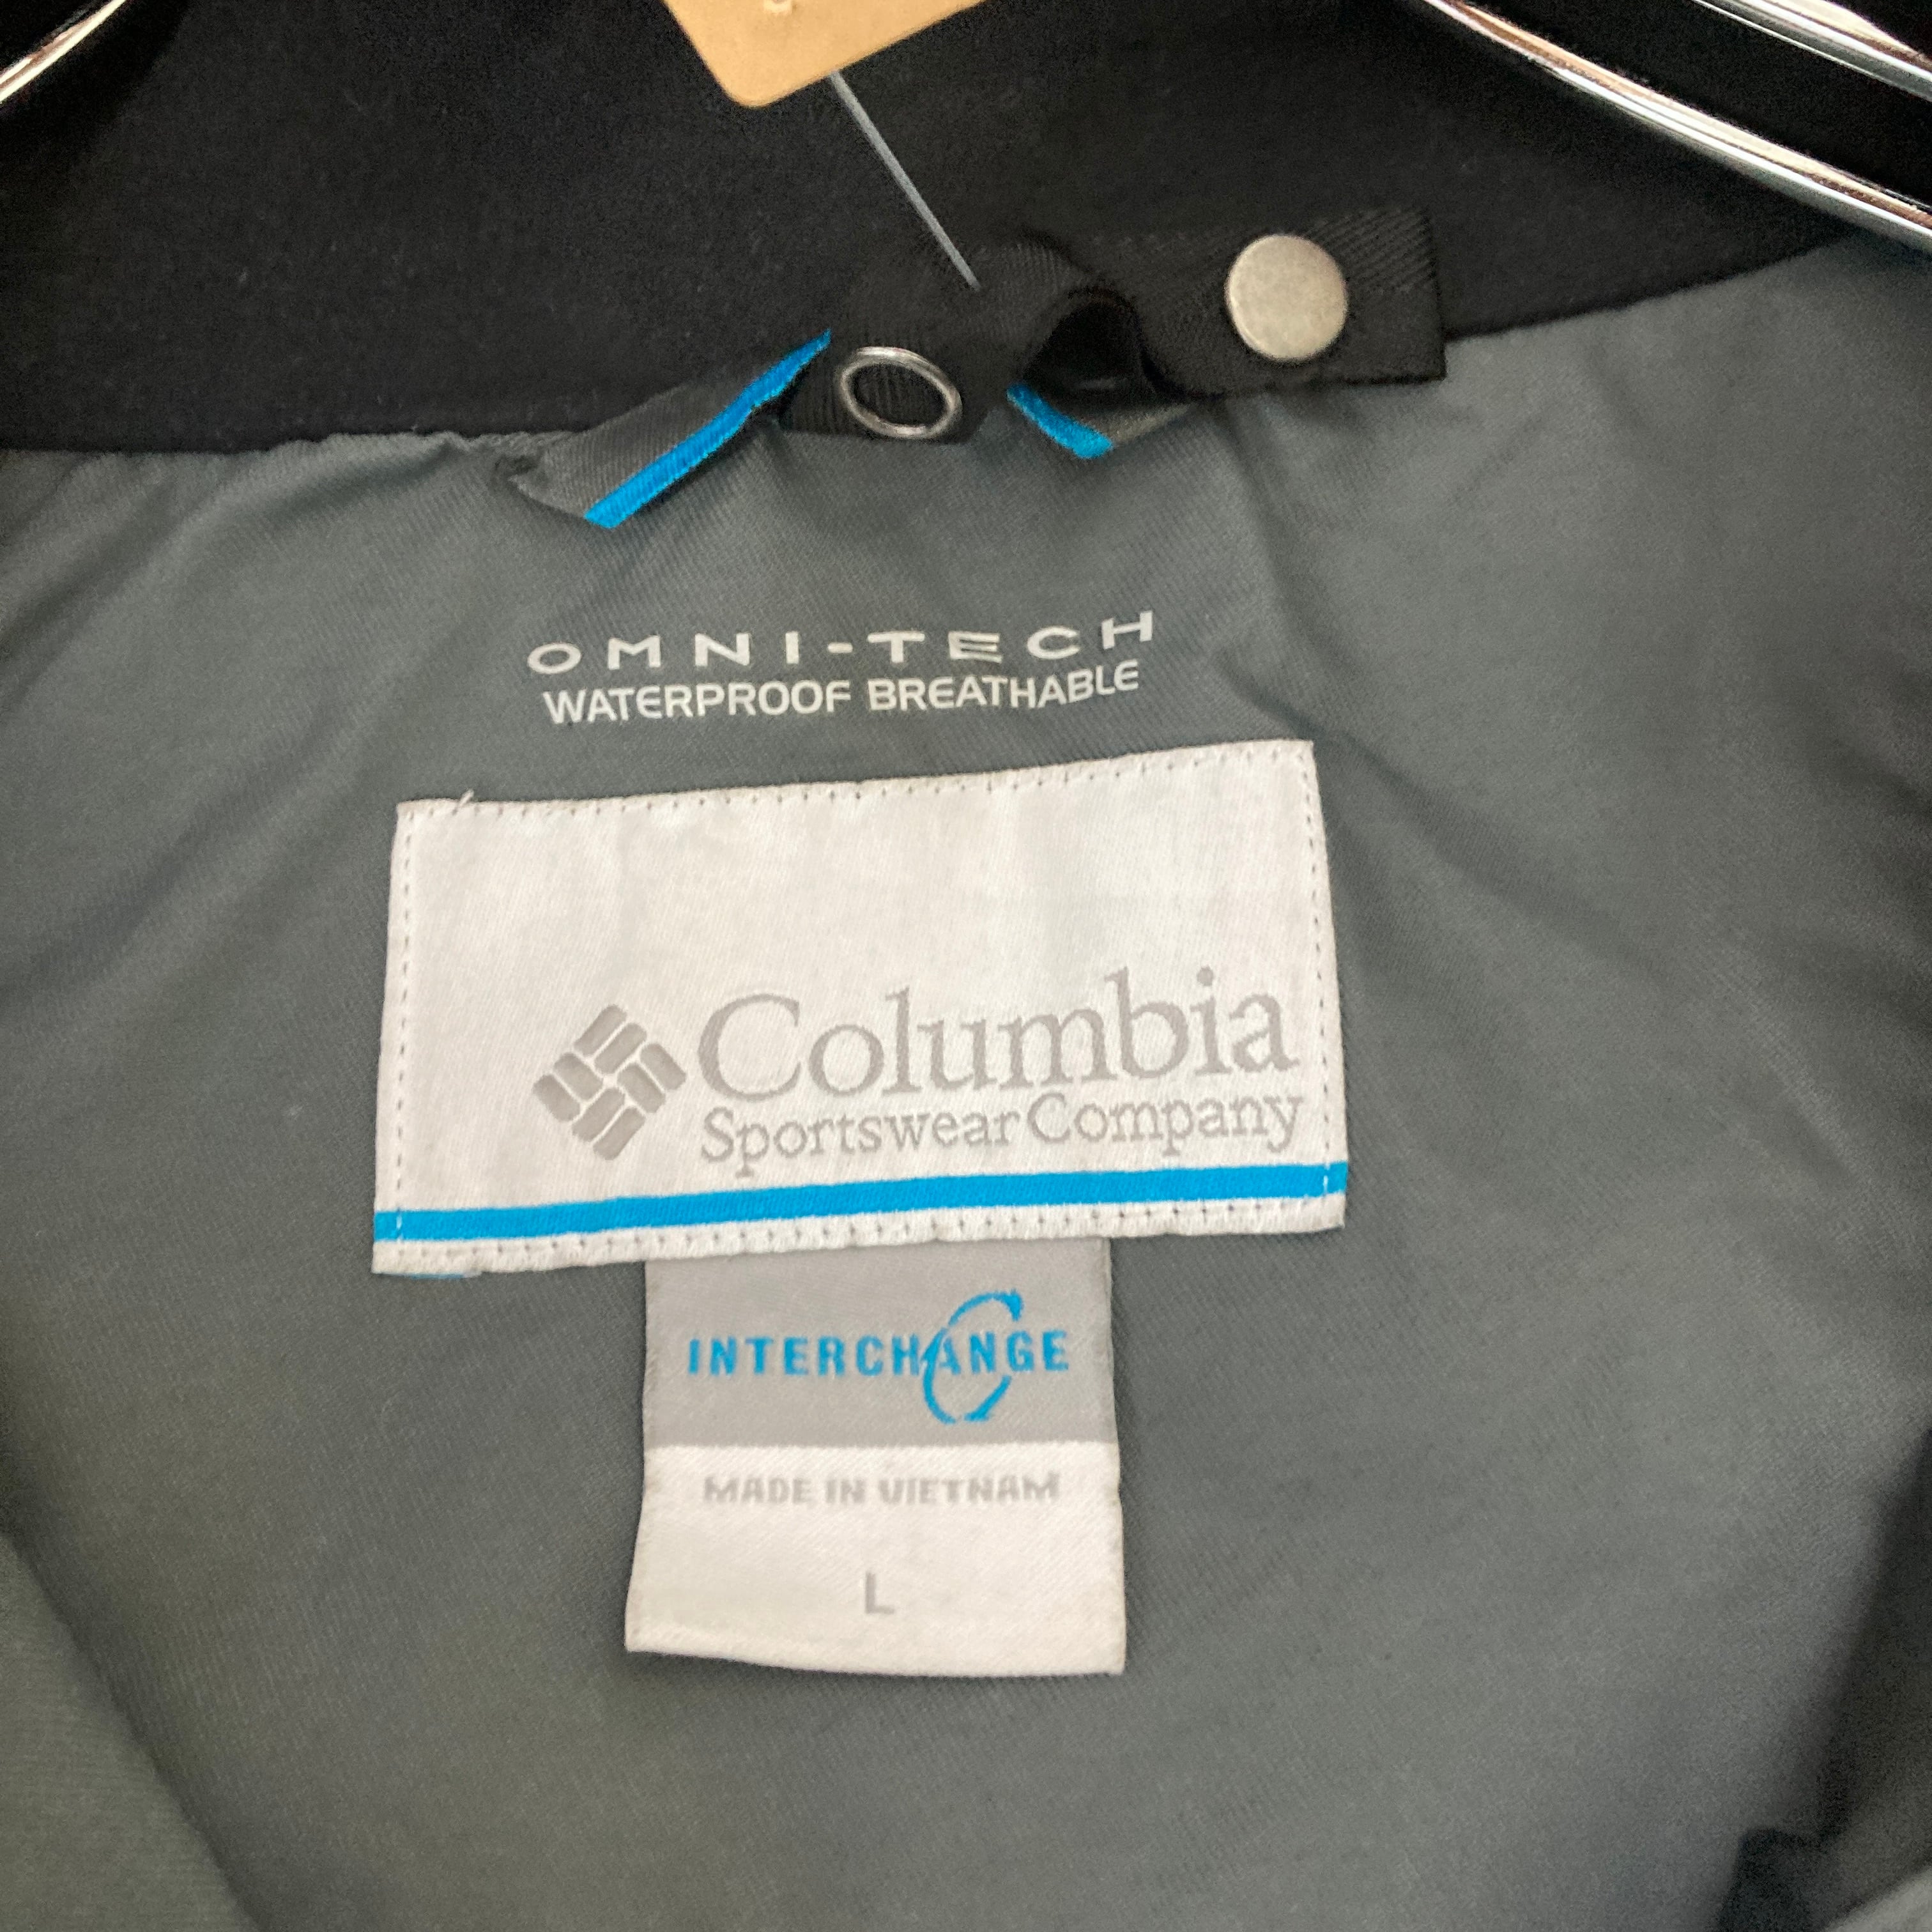 OMNI-TECH
WATERPROOF BREATHABLE
Columbia
Sportswear Company
INTERCHANGE
MADE IN VIETNAM
L